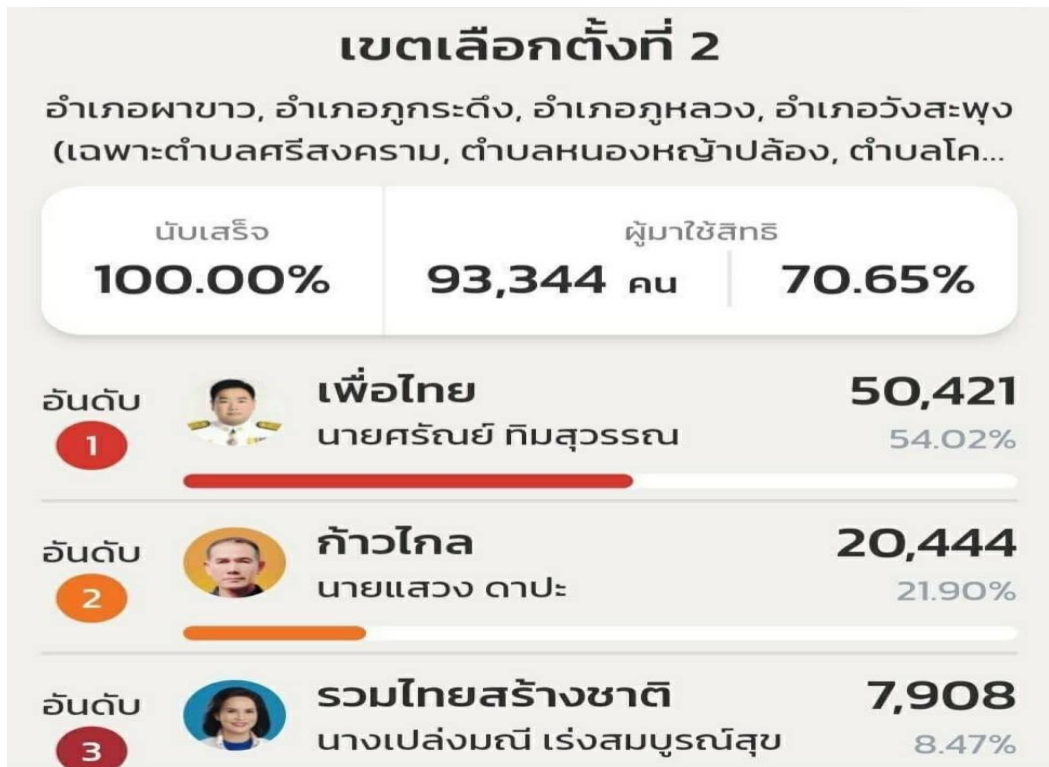 เขตเลือกตั้งที่ 2
อำเภอผาขาว, อำเภอภูกระดึง, อำเภอภูหลวง, อำเภอวังสะพุง
(เฉพาะตำบลศรีสงคราม, ตำบลหนองหญ้าปล้อง, ตำบลโค...
นับเสร็จ
100.00%
ผู้มาใช้สิทธิ
93,344 คน
70.65%
อันดับ
1
เพื่อไทย
นายศรัณย์ ทิมสุวรรณ
50,421
54.02%
อันดับ
2
ก้าวไกล
นายแสวง ดาปะ
20,444
21.90%
อันดับ
3
รวมไทยสร้างชาติ
นางเปล่งมณี เร่งสมบูรณ์สุข
7,908
8.47%